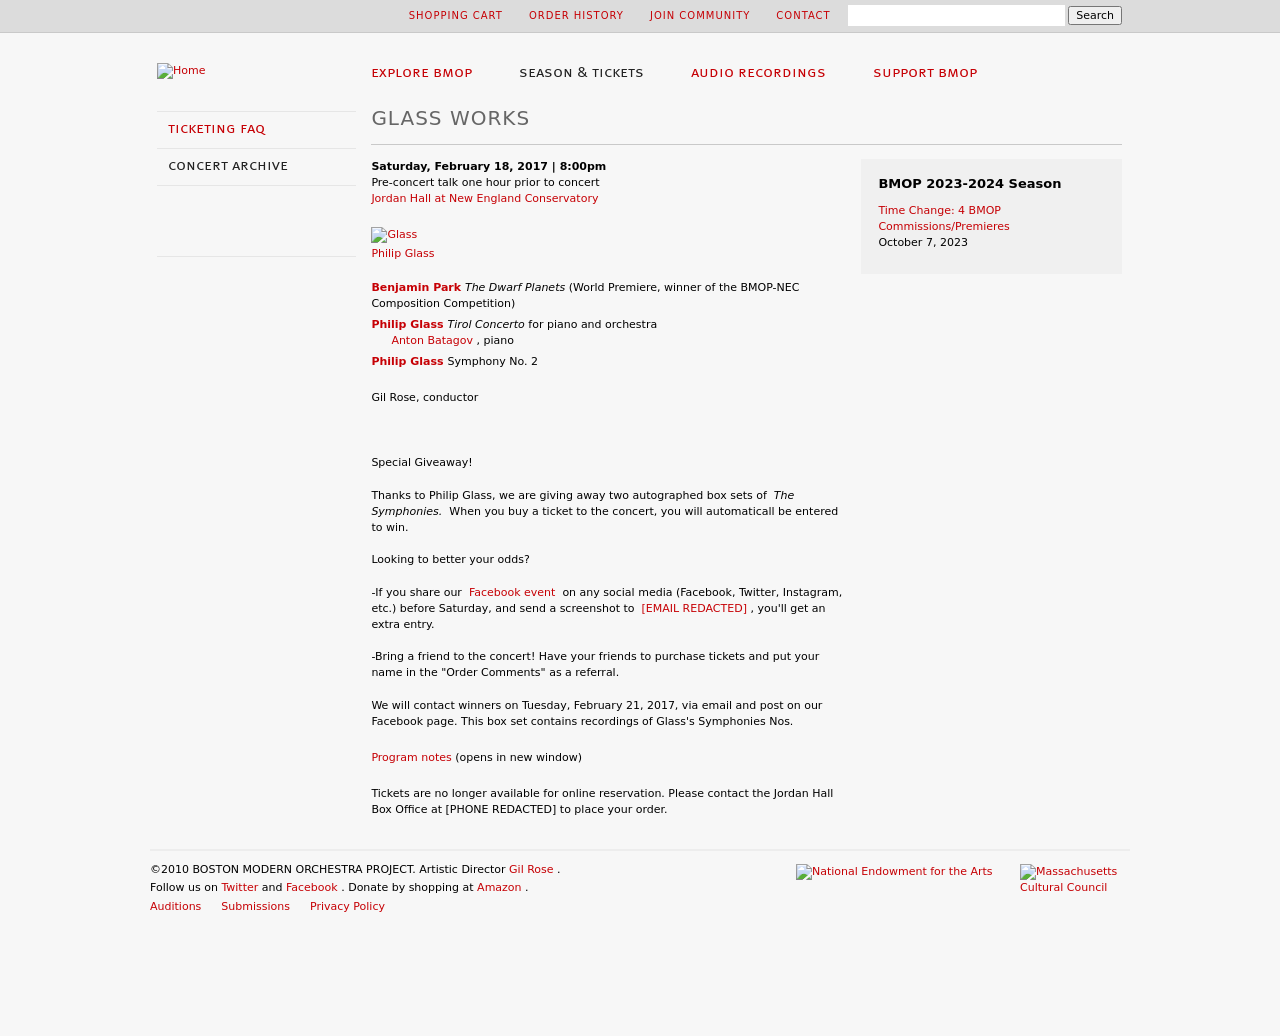 SHOPPING CART ORDER HISTORY JOIN COMMUNITY CONTACT Search
Home
EXPLORE BMOP SEASON & TICKETS AUDIO RECORDINGS SUPPORT BMOP
TICKETING FAQ
CONCERT ARCHIVE
GLASS WORKS
Saturday, February 18, 2017 | 8:00pm
Pre-concert talk one hour prior to concert
Jordan Hall at New England Conservatory
Glass
Philip Glass
Benjamin Park The Dwarf Planets (World Premiere, winner of the BMOP-NEC
Composition Competition)
Philip Glass Tirol Concerto for piano and orchestra
Anton Batagov , piano
Philip Glass Symphony No. 2
Gil Rose, conductor
Special Giveaway!
Thanks to Philip Glass, we are giving away two autographed box sets of The
Symphonies. When you buy a ticket to the concert, you will automaticall be entered
to win.
Looking to better your odds?
-If you share our Facebook event on any social media (Facebook, Twitter, Instagram,
etc.) before Saturday, and send a screenshot to [EMAIL REDACTED] , you'll get an
extra entry.
-Bring a friend to the concert! Have your friends to purchase tickets and put your
name in the "Order Comments" as a referral.
We will contact winners on Tuesday, February 21, 2017, via email and post on our
Facebook page. This box set contains recordings of Glass's Symphonies Nos.
Program notes (opens in new window)
Tickets are no longer available for online reservation. Please contact the Jordan Hall
Box Office at [PHONE REDACTED] to place your order.
BMOP 2023-2024 Season
Time Change: 4 BMOP
Commissions/Premieres
October 7, 2023
©2010 BOSTON MODERN ORCHESTRA PROJECT. Artistic Director Gil Rose .
Follow us on Twitter and Facebook . Donate by shopping at Amazon .
Auditions Submissions Privacy Policy
National Endowment for the Arts
Massachusetts
Cultural Council